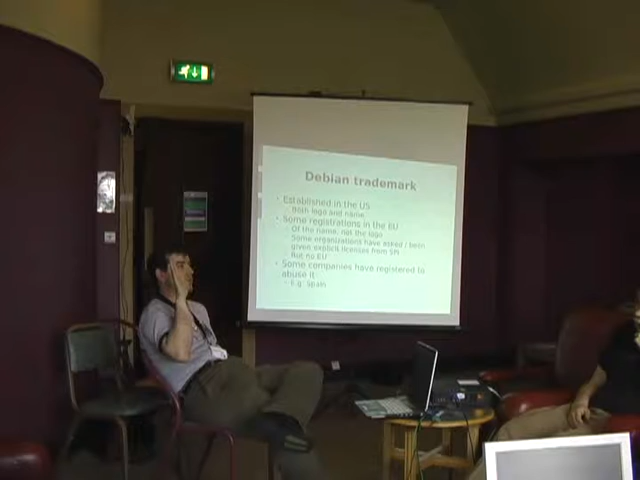 Debian trademark
Established in the US
Both logo and name
Some registrations in the EU
Of the name, not the logo
Some organizations have asked / been
given explicit licenses from SPI
But no EU
Some companies have registered to
abuse it
E.g. Spain